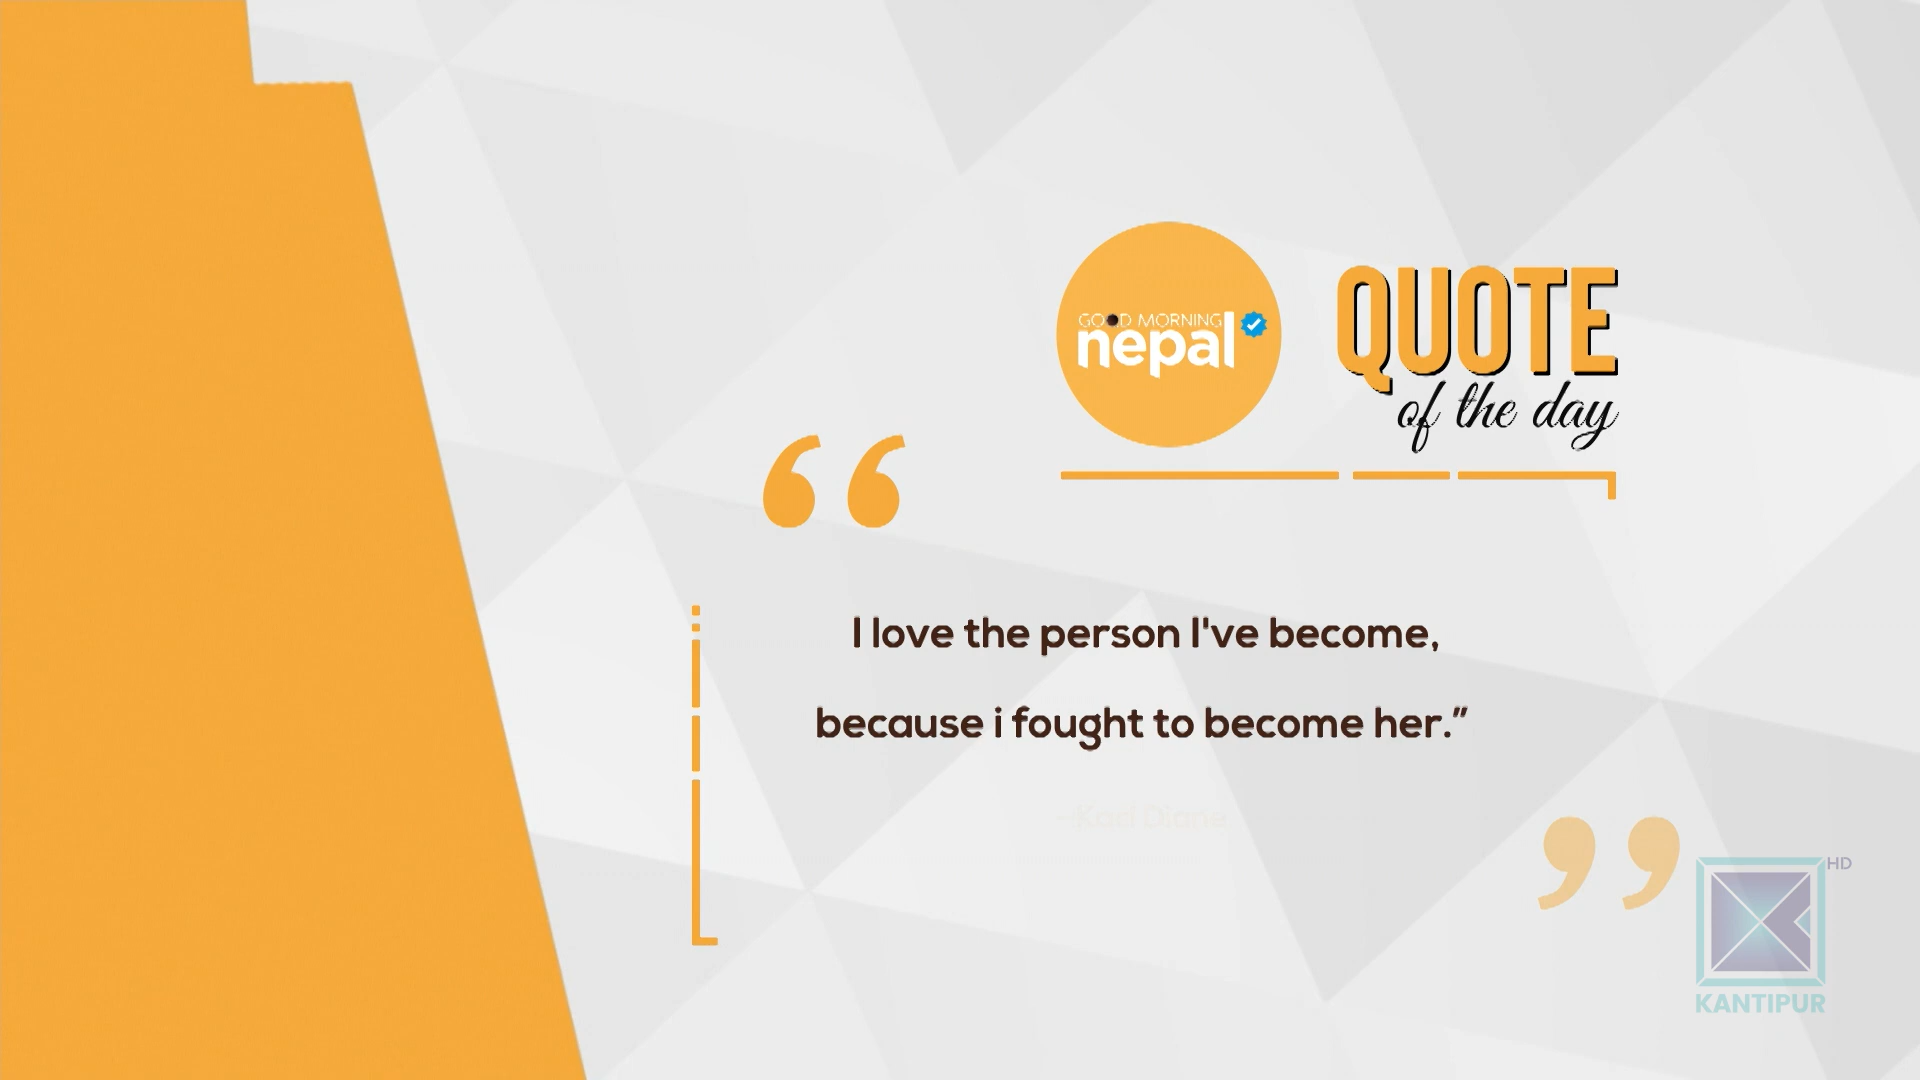 GOOD MORNING
nepal
QUOTE
of the day
“
I love the person I've become,
because i fought to become her.”
”
HD
KANTIPUR